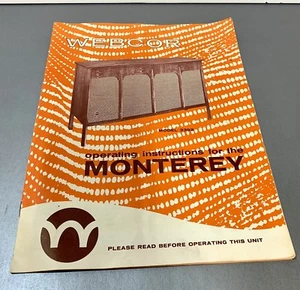 WEBCOR
operating instructions for the
MONTEREY
PLEASE READ BEFORE OPERATING THIS UNIT